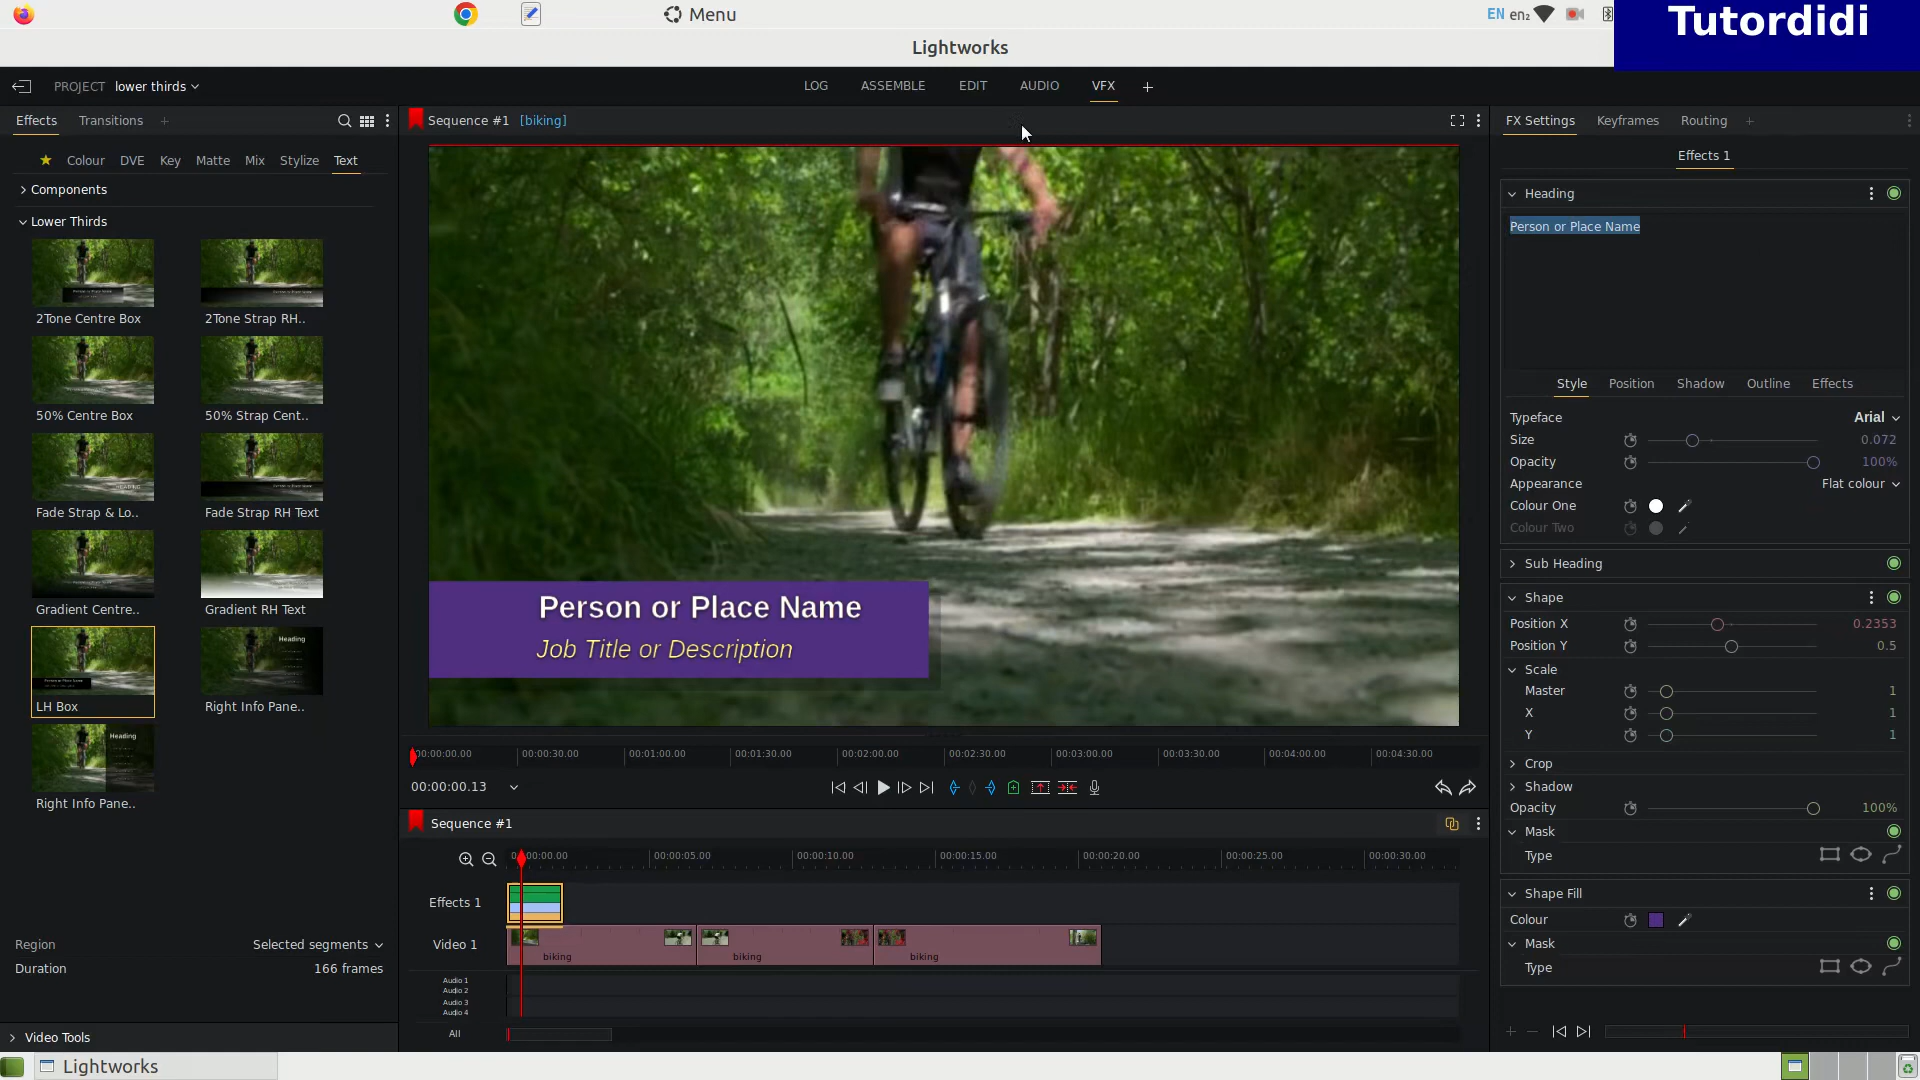 Menu
EN en₂
Tutordidi
Lightworks
PROJECT lower thirds
LOG ASSEMBLE EDIT AUDIO VFX +
Effects Transitions +
Colour DVE Key Matte Mix Stylize Text
Components
Lower Thirds
2Tone Centre Box 2Tone Strap RH..
50% Centre Box 50% Strap Cent..
Fade Strap & Lo.. Fade Strap RH Text
Gradient Centre.. Gradient RH Text
Heading
LH Box Right Info Pane..
Heading
Right Info Pane..
Region Selected segments
Duration 166 frames
Video Tools
Sequence #1 [biking]
Person or Place Name
Job Title or Description
00:00:00.00 00:00:30.00 00:01:00.00 00:01:30.00 00:02:00.00 00:02:30.00 00:03:00.00 00:03:30.00 00:04:00.00 00:04:30.00
00:00:00.13
Sequence #1
00:00.00 00:00:05.00 00:00:10.00 00:00:15.00 00:00:20.00 00:00:25.00 00:00:30.00
Effects 1
Video 1
biking biking biking
Audio 1
Audio 2
Audio 3
Audio 4
All
FX Settings Keyframes Routing +
Effects 1
Heading
Person or Place Name
Style Position Shadow Outline Effects
Typeface Arial
Size 0.072
Opacity 100%
Appearance Flat colour
Colour One
Colour Two
Sub Heading
Shape
Position X 0.2353
Position Y 0.5
Scale
Master 1
X 1
Y 1
Crop
Shadow
Opacity 100%
Mask
Type
Shape Fill
Colour
Mask
Type
Lightworks